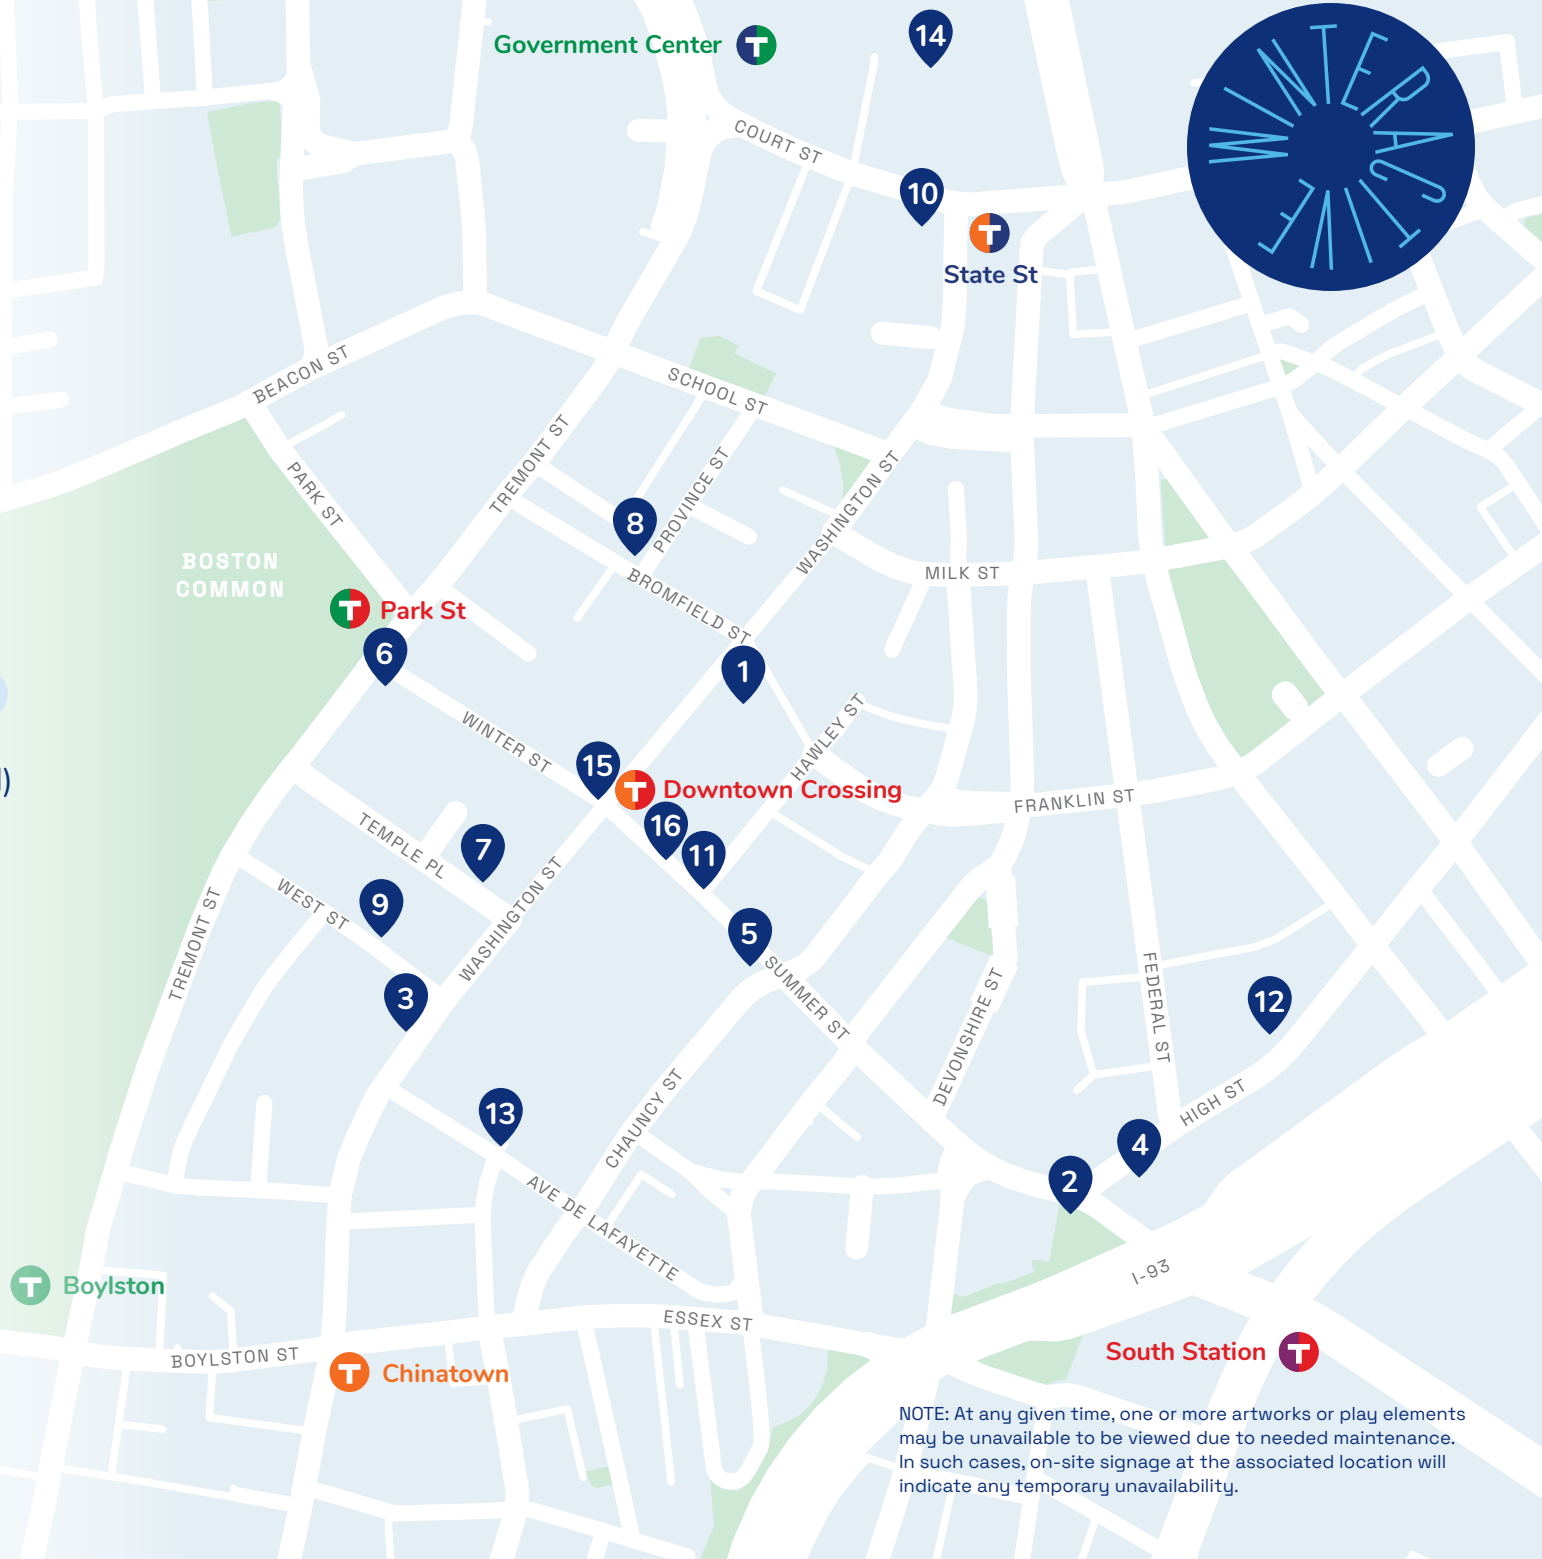 Government Center
T
14
WINTERACTIVE
COURT ST
10
T
State St
BEACON ST
SCHOOL ST
TREMONT ST
PARK ST
PROVINCE ST
WASHINGTON ST
8
BOSTON
COMMON
MILK ST
BROMFIELD ST
T
Park St
6
1
WINTER ST
HAWLEY ST
15
T
Downtown Crossing
l)
FRANKLIN ST
16
11
TEMPLE PL
7
WEST ST
9
WASHINGTON ST
TREMONT ST
5
SUMMER ST
3
DEVONSHIRE ST
FEDERAL ST
12
HIGH ST
13
CHAUNCY ST
4
2
AVE DE LAFAYETTE
I-93
T
Boylston
ESSEX ST
BOYLSTON ST
T
Chinatown
South Station
T
NOTE: At any given time, one or more artworks or play elements
may be unavailable to be viewed due to needed maintenance.
In such cases, on-site signage at the associated location will
indicate any temporary unavailability.